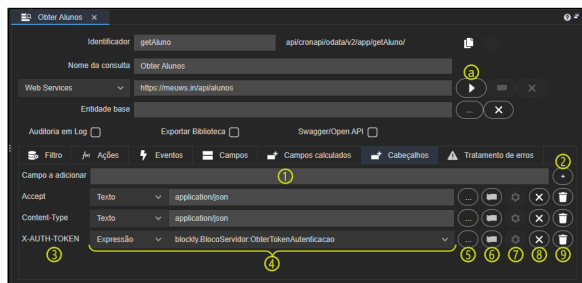 Obter Alunos ×
Identificador getAluno api/cronapi/odata/v2/app/getAluno/
Nome da consulta Obter Alunos
a
Web Services https://meuws.in/api/alunos
Entidade base ...
Auditoria em Log Exportar Biblioteca Swagger/Open API
Filtro f(x) Ações Eventos Campos Campos calculados Cabeçalhos Tratamento de erros
2
Campo a adicionar 1 +
Accept Texto application/json ...
Content-Type Texto application/json ...
X-AUTH-TOKEN Expressão blockly.BlocoServidor:ObterTokenAutenticacao ...
3 4 5 6 7 8 9